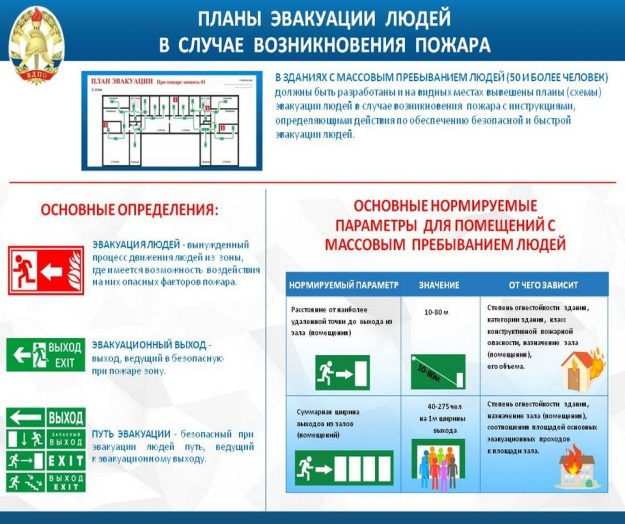 ПЛАНЫ ЭВАКУАЦИИ ЛЮДЕЙ
В СЛУЧАЕ ВОЗНИКНОВЕНИЯ ПОЖАРА
ВДПО
ПЛАН ЭВАКУАЦИИ При пожаре звонить 01
2 этаж
В ЗДАНИЯХ С МАССОВЫМ ПРЕБЫВАНИЕМ ЛЮДЕЙ (50 И БОЛЕЕ ЧЕЛОВЕК)
должны быть разработаны и на видных местах вывешены планы (схемы)
эвакуации людей в случае возникновения пожара с инструкциями,
определяющими действия по обеспечению безопасной и быстрой
эвакуации людей.
ОСНОВНЫЕ ОПРЕДЕЛЕНИЯ:
ЭВАКУАЦИЯ ЛЮДЕЙ - вынужденный
процесс движения людей из зоны,
где имеется возможность воздействия
на них опасных факторов пожара.
ВЫХОД
EXIT
ЭВАКУАЦИОННЫЙ ВЫХОД -
выход, ведущий в безопасную
при пожаре зону.
ВЫХОД
ЗАПАСНЫЙ
ВЫХОД
EXIT
ВЫХОД
EXIT
ПУТЬ ЭВАКУАЦИИ - безопасный при
эвакуации людей путь, ведущий
к эвакуационному выходу.
ОСНОВНЫЕ НОРМИРУЕМЫЕ
ПАРАМЕТРЫ ДЛЯ ПОМЕЩЕНИЙ С
МАССОВЫМ ПРЕБЫВАНИЕМ ЛЮДЕЙ
НОРМИРУЕМЫЙ ПАРАМЕТР ЗНАЧЕНИЕ ОТ ЧЕГО ЗАВИСИТ
Расстояние от наиболее
удаленной точки до выхода из
зала (помещения)
10-80 м
10-80м
Степень огнестойкости здания,
категории здания, класс
конструктивной пожарной
опасности, назначение зала
(помещения),
его объема.
Суммарная ширина
выходов из залов
(помещений)
40-275 чел
на 1м ширины
выхода
Степень огнестойкости здания,
назначение зала (помещения),
соотношения площадей основных
эвакуационных проходов
к площади зала.